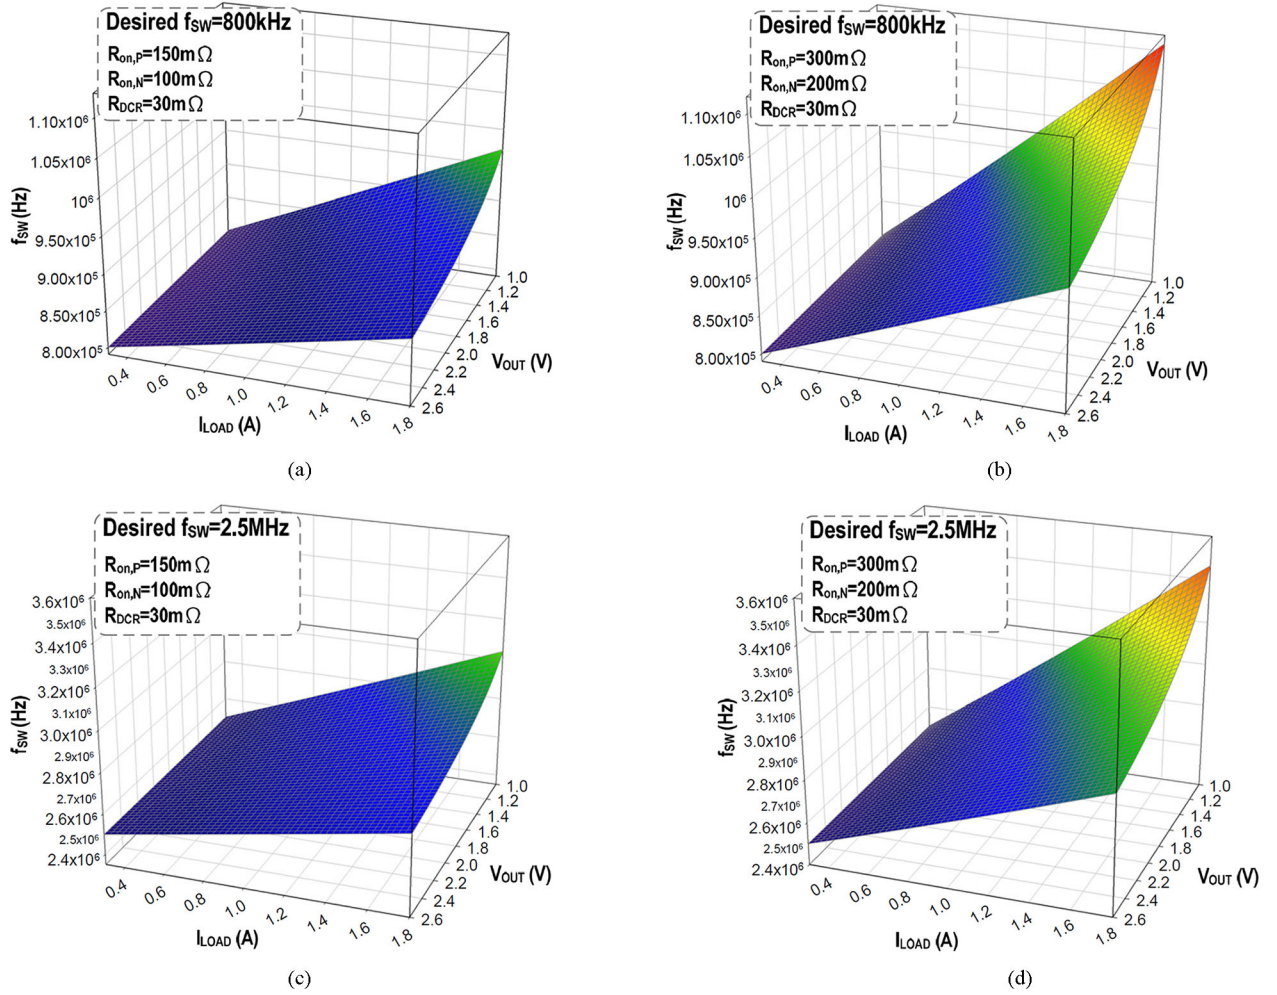 Desired fSW=800kHz
Ron,P=150mΩ
Ron,N=100mΩ
RDCR=30mΩ
1.10x10⁶
1.05x10⁶
10⁶
9.50x10⁵
9.00x10⁵
8.50x10⁵
8.00x10⁵
fSW (Hz)
0.4
0.6
0.8
1.0
1.2
1.4
1.6
1.8
ILOAD (A)
1.0
1.2
1.4
1.6
1.8
2.0
2.2
2.4
2.6
VOUT (V)
(a)
Desired fSW=800kHz
Ron,P=300mΩ
Ron,N=200mΩ
RDCR=30mΩ
1.10x10⁶
1.05x10⁶
10⁶
9.50x10⁵
9.00x10⁵
8.50x10⁵
8.00x10⁵
fSW (Hz)
0.4
0.6
0.8
1.0
1.2
1.4
1.6
1.8
ILOAD (A)
1.0
1.2
1.4
1.6
1.8
2.0
2.2
2.4
2.6
VOUT (V)
(b)
Desired fSW=2.5MHz
Ron,P=150mΩ
Ron,N=100mΩ
RDCR=30mΩ
3.6x10⁶
3.5x10⁶
3.4x10⁶
3.3x10⁶
3.2x10⁶
3.1x10⁶
3.0x10⁶
2.9x10⁶
2.8x10⁶
2.7x10⁶
2.6x10⁶
2.5x10⁶
2.4x10⁶
fSW (Hz)
0.4
0.6
0.8
1.0
1.2
1.4
1.6
1.8
ILOAD (A)
1.0
1.2
1.4
1.6
1.8
2.0
2.2
2.4
2.6
VOUT (V)
(c)
Desired fSW=2.5MHz
Ron,P=300mΩ
Ron,N=200mΩ
RDCR=30mΩ
3.6x10⁶
3.5x10⁶
3.4x10⁶
3.3x10⁶
3.2x10⁶
3.1x10⁶
3.0x10⁶
2.9x10⁶
2.8x10⁶
2.7x10⁶
2.6x10⁶
2.5x10⁶
2.4x10⁶
fSW (Hz)
0.4
0.6
0.8
1.0
1.2
1.4
1.6
1.8
ILOAD (A)
1.0
1.2
1.4
1.6
1.8
2.0
2.2
2.4
2.6
VOUT (V)
(d)